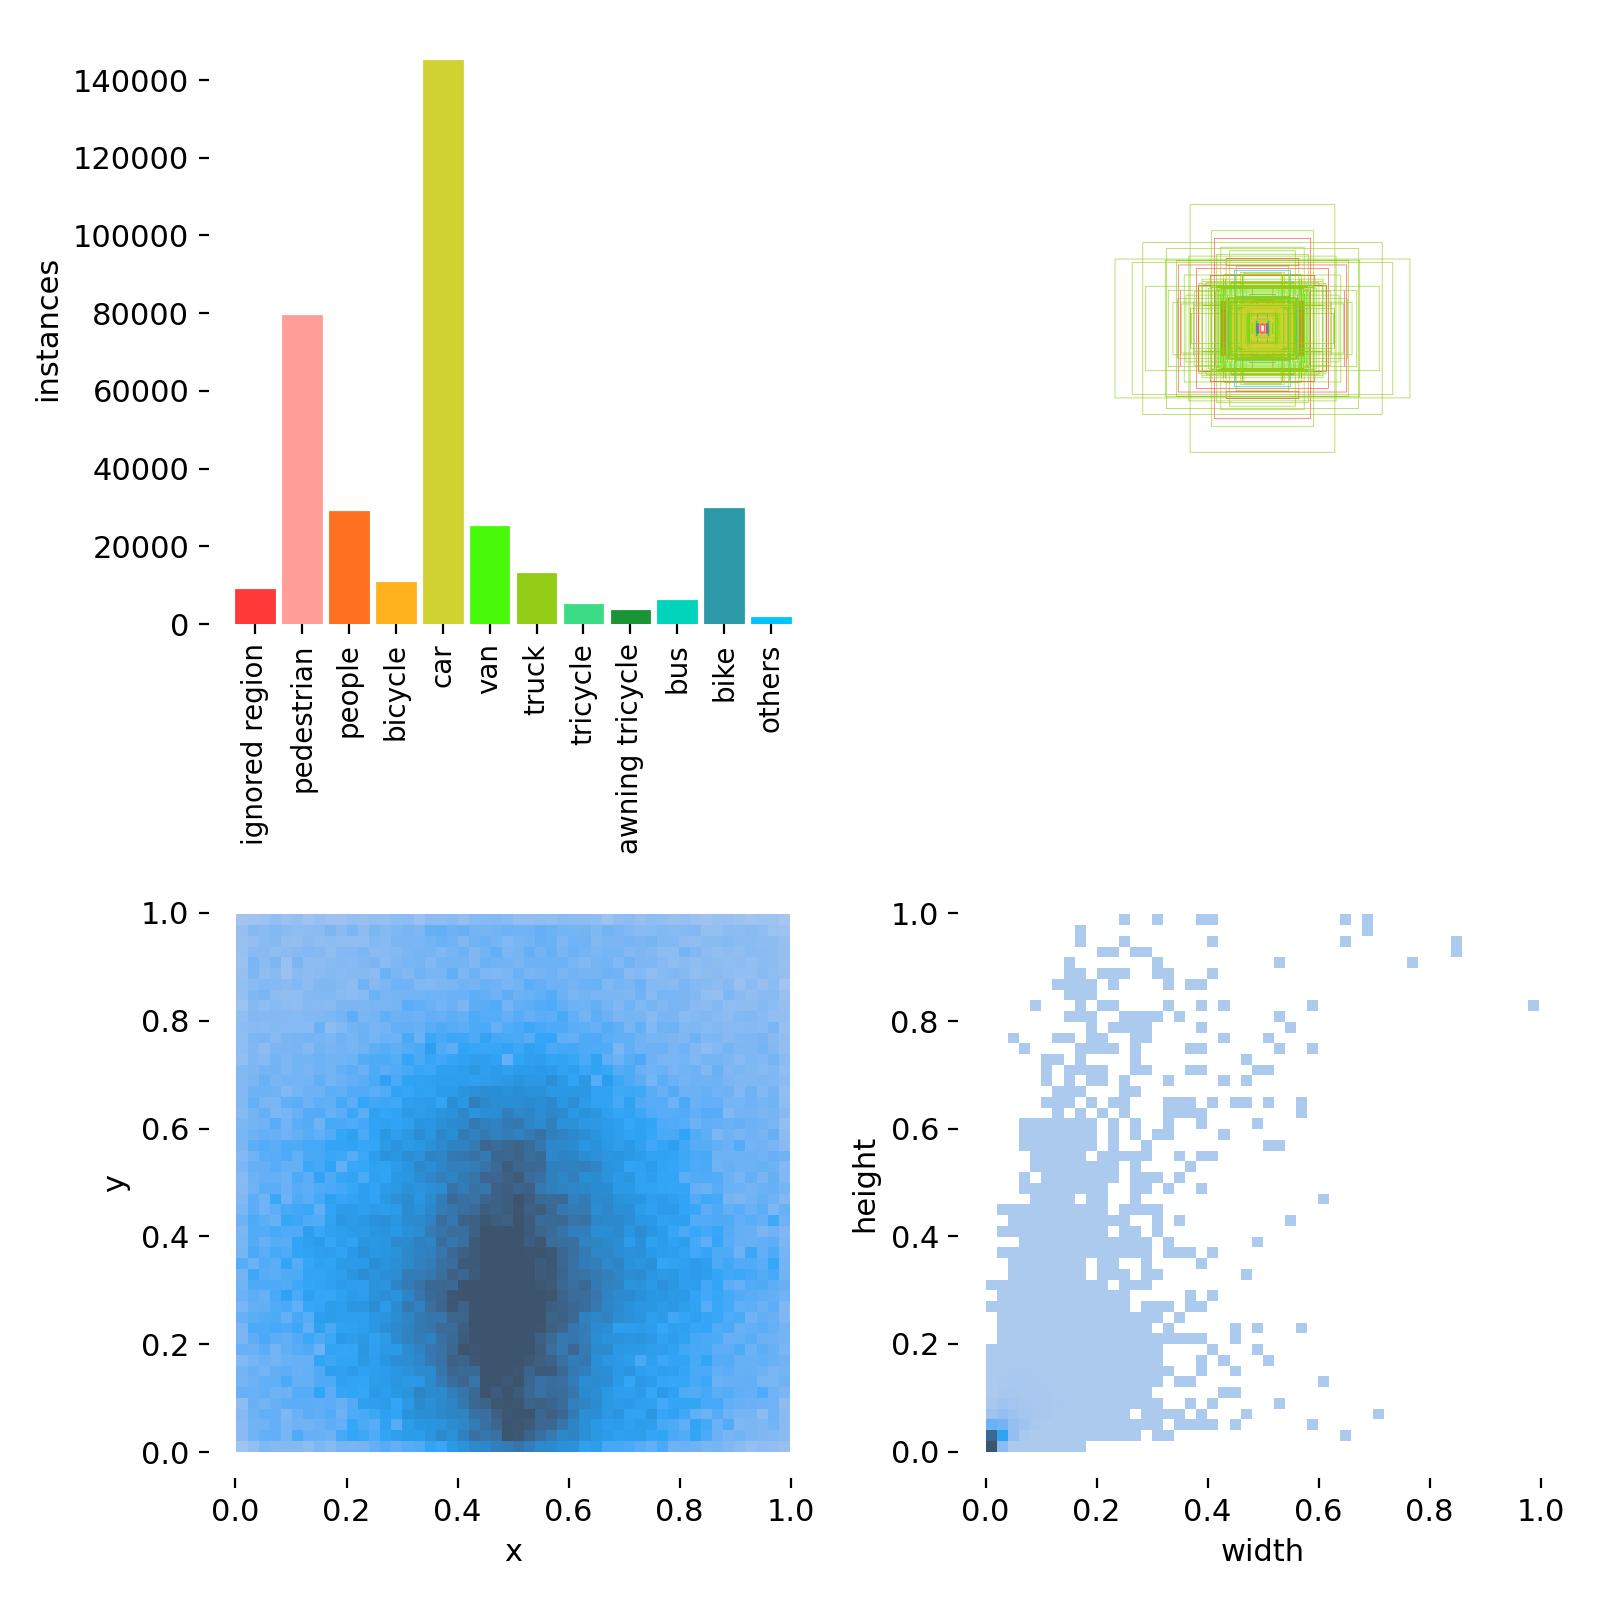 140000
120000
100000
80000
60000
40000
20000
0
instances
ignored region
pedestrian
people
bicycle
car
van
truck
tricycle
awning tricycle
bus
bike
others
1.0
0.8
0.6
0.4
0.2
0.0
y
0.0 0.2 0.4 0.6 0.8 1.0
x
1.0
0.8
0.6
0.4
0.2
0.0
height
0.0 0.2 0.4 0.6 0.8 1.0
width